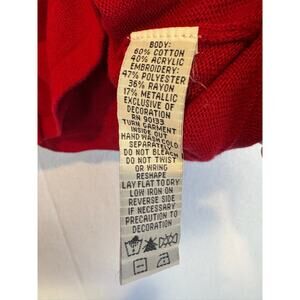 BODY:
60% COTTON
40% ACRYLIC
EMBROIDERY:
47% POLYESTER
36% RAYON
17% METALLIC
EXCLUSIVE OF
DECORATION
RN 90133
TURN GARMENT
INSIDE OUT
HAND WASH COLD
SEPARATELY
DO NOT BLEACH
DO NOT TWIST
OR WRING
RESHAPE
LAY FLAT TO DRY
LOW IRON ON
REVERSE SIDE
IF NECESSARY
PRECAUTION TO
DECORATION